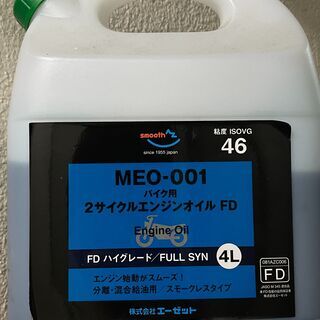 smooth AZ
since 1955 japan
粘度 ISOVG
46
MEO-001
バイク用
2サイクルエンジンオイル FD
Engine Oil
FD ハイグレード/FULL SYN 4L
エンジン始動がスムーズ!
分離・混合給油用/スモークレスタイプ
株式会社エーゼット
081AZC006
FD